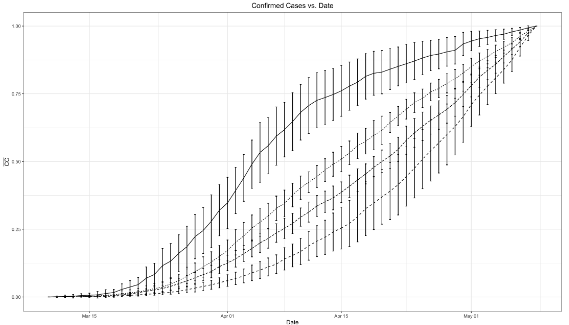 Confirmed Cases vs. Date
1.00
0.75
0.50
0.25
0.00
CC
Mar 15
Apr 01
Apr 15
May 01
Date